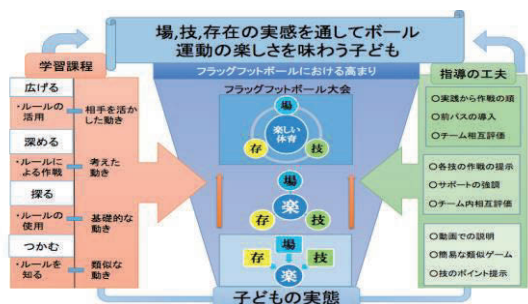 場,技,存在の実感を通してボール
運動の楽しさを味わう子ども
学習課程
広げる
・ルールの
活用
相手を活か
した動き
深める
・ルールに
よる作戦
考えた
動き
探る
・ルールの
使用
基礎的な
動き
つかむ
・ルールを
知る
類似な
動き
フラッグフットボールにおける高まり
フラッグフットボール大会
場
楽しい
体育
存
技
場
楽
存
技
場
存
技
楽
子どもの実態
指導の工夫
〇実践から作戦の類
〇前パスの導入
〇チーム相互評価
〇各技の作戦の提示
〇サポートの強調
〇チーム内相互評価
〇動画での説明
〇簡易な類似ゲーム
〇技のポイント提示